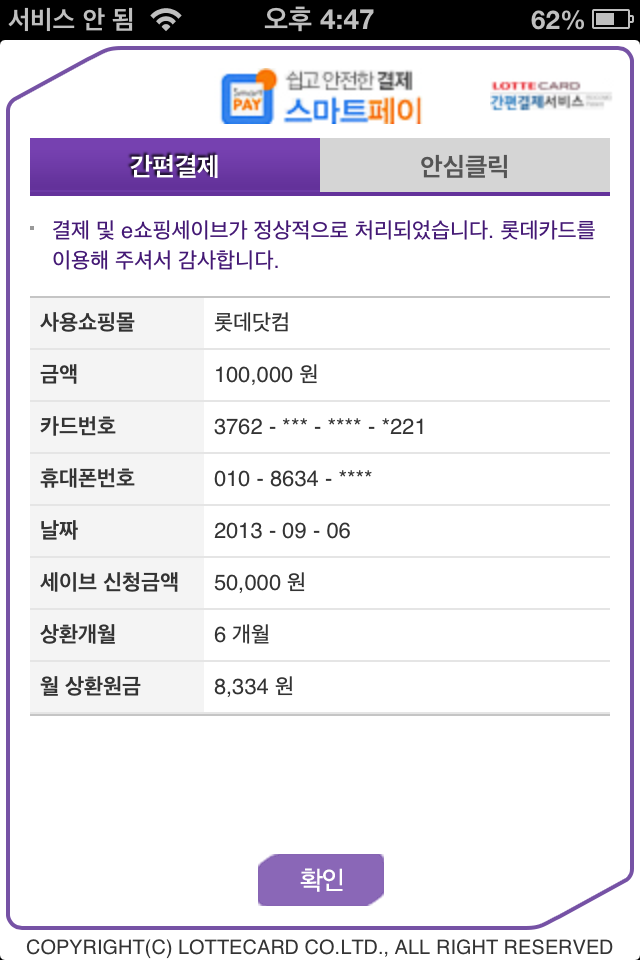 서비스 안 됨 오후 4:47 62%
Smart PAY 쉽고 안전한 결제
스마트페이
LOTTECARD
간편결제서비스
간편결제 안심클릭
결제 및 e쇼핑세이브가 정상적으로 처리되었습니다. 롯데카드를
이용해 주셔서 감사합니다.
사용쇼핑몰 롯데닷컴
금액 100,000 원
카드번호 3762 - *** - **** - *221
휴대폰번호 010 - 8634 - ****
날짜 2013 - 09 - 06
세이브 신청금액 50,000 원
상환개월 6 개월
월 상환원금 8,334 원
확인
COPYRIGHT(C) LOTTECARD CO.LTD., ALL RIGHT RESERVED